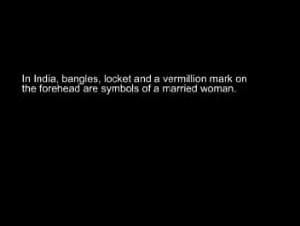 In India, bangles, locket and a vermillion mark on
the forehead are symbols of a married woman.